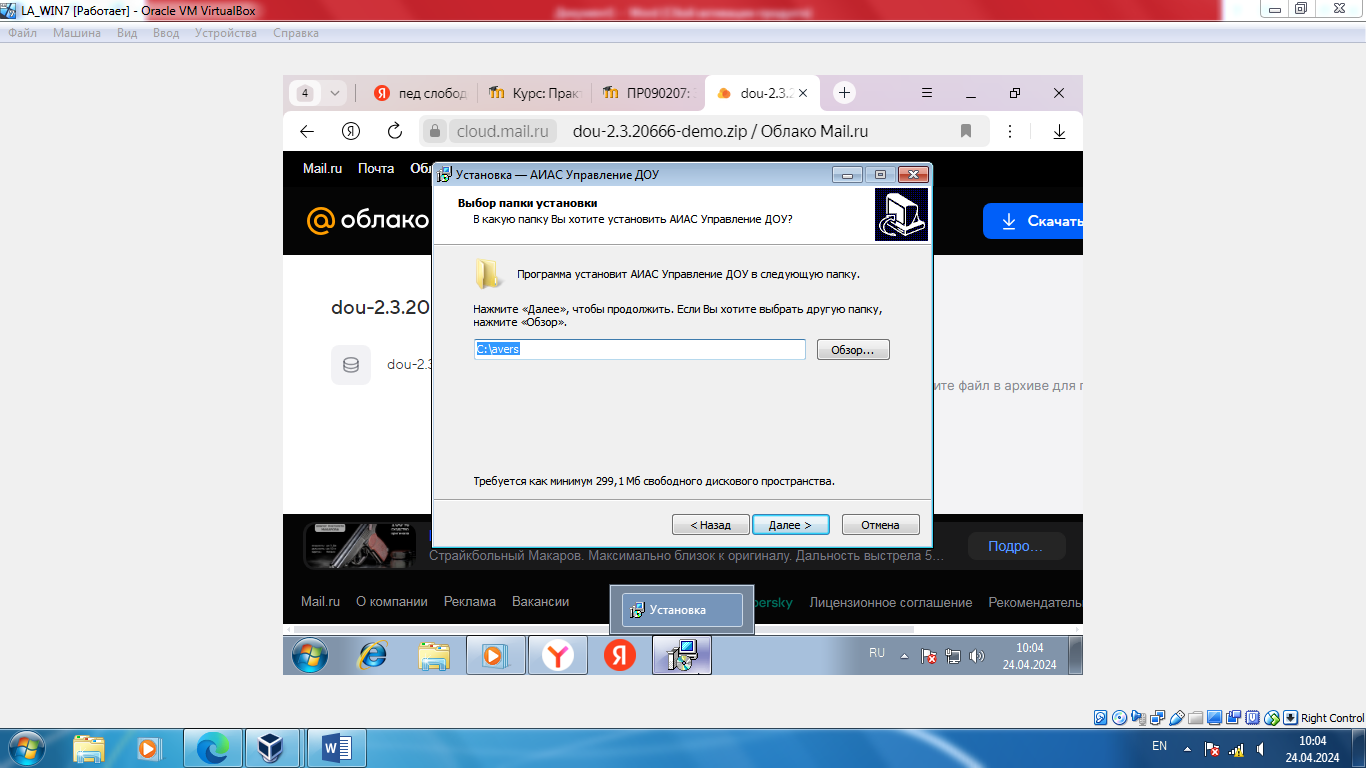 LA_WIN7 [Работает] - Oracle VM VirtualBox
Файл Машина Вид Ввод Устройства Справка
4
пед слобод
Курс: Прак
ПР090207:
dou-2.3.2
cloud.mail.ru dou-2.3.20666-demo.zip / Облако Mail.ru
Mail.ru Почта
облако
Скачать
Установка — АИАС Управление ДОУ
Выбор папки установки
В какую папку Вы хотите установить АИАС Управление ДОУ?
Программа установит АИАС Управление ДОУ в следующую папку.
Нажмите «Далее», чтобы продолжить. Если Вы хотите выбрать другую папку,
нажмите «Обзор».
C:\avers
Обзор...
Требуется как минимум 299,1 Мб свободного дискового пространства.
< Назад Далее > Отмена
dou-2.3.20
dou-2.3
ите файл в архиве для п
Страйкбольный Макаров. Максимально близок к оригиналу. Дальность выстрела 5...
Подро...
Mail.ru О компании Реклама Вакансии
persky Лицензионное соглашение Рекомендатель
Установка
RU
10:04
24.04.2024
Right Control
EN
10:04
24.04.2024